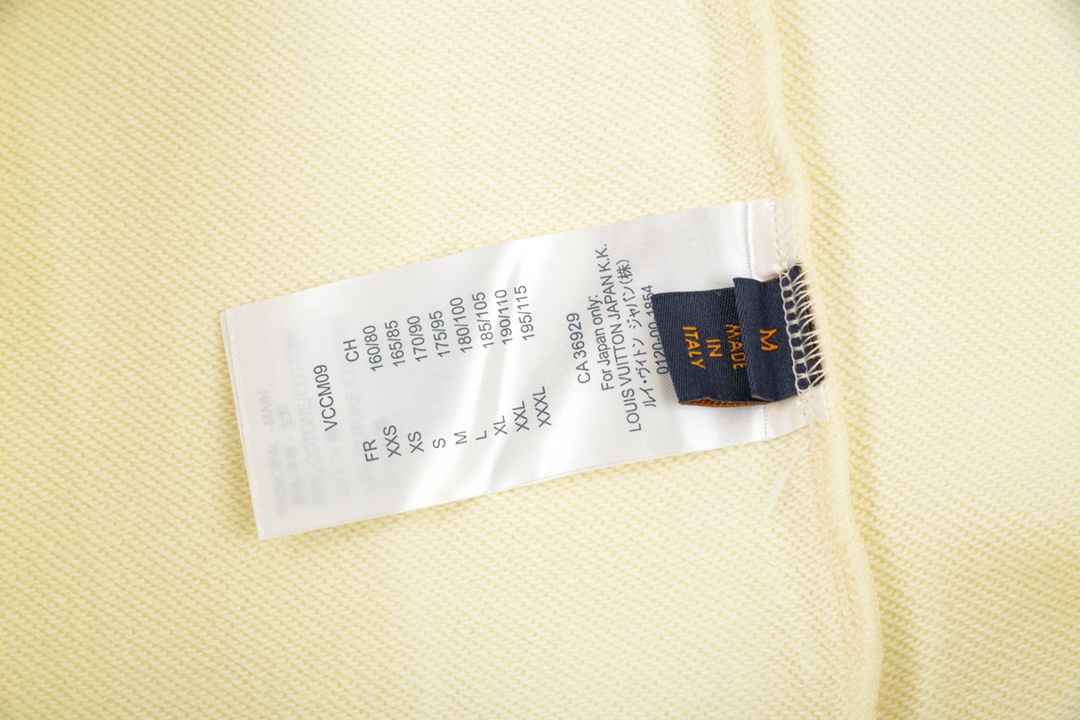 VCCM09
FR CH
XXS 160/80
XS 165/85
S 170/90
M 175/95
L 180/100
XL 185/105
XXL 190/110
XXXL 195/115
CA 36929
For Japan only:
LOUIS VUITTON JAPAN K.K.
ルイ・ヴィトン ジャパン(株)
0120-00-1854
M
MADE
IN
ITALY